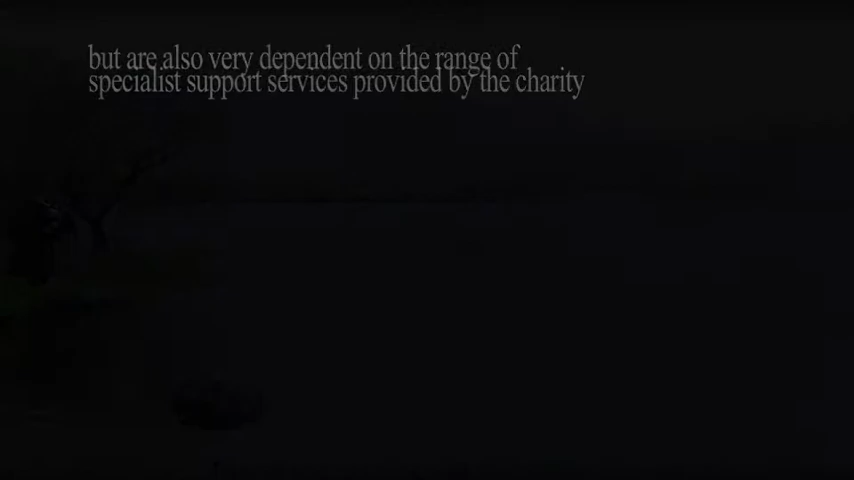 but are also very dependent on the range of
specialist support services provided by the charity